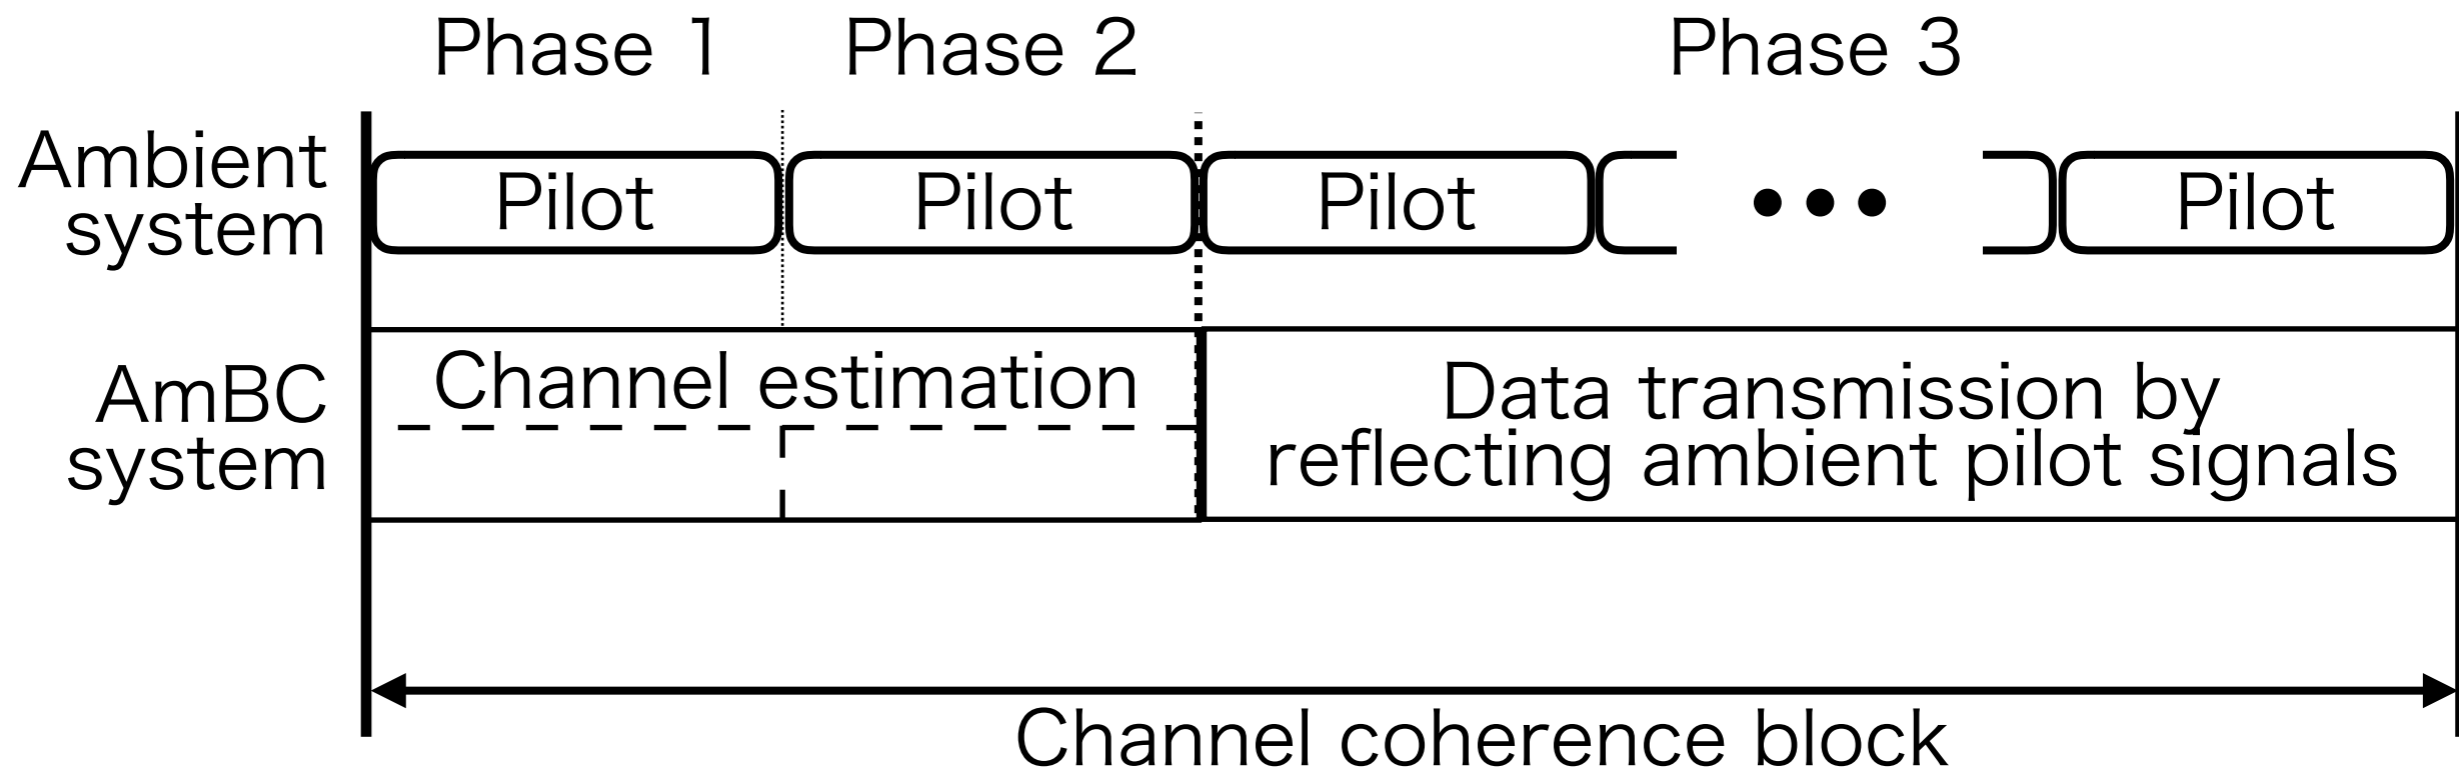 Phase 1
Phase 2
Phase 3
Ambient
system
Pilot
Pilot
Pilot
Pilot
AmBC
system
Channel estimation
Data transmission by
reflecting ambient pilot signals
Channel coherence block